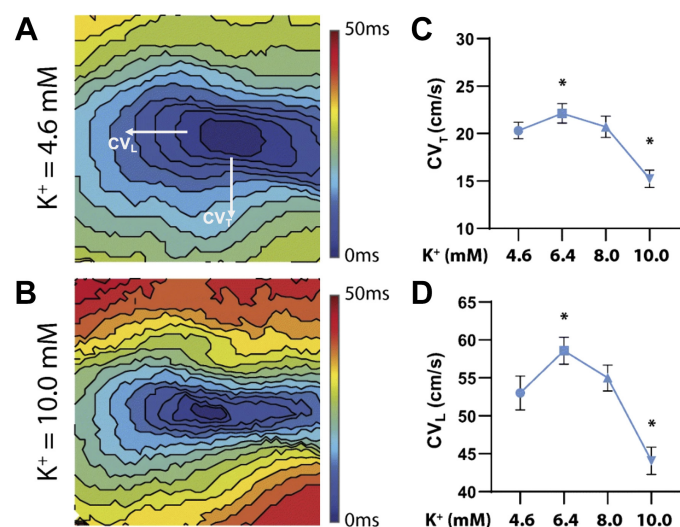 A
K⁺ = 4.6 mM
CV_L
CV_T
50ms
0ms
B
K⁺ = 10.0 mM
50ms
0ms
C
CV_T (cm/s)
30
25
20
15
10
*
*
K⁺ (mM) 4.6 6.4 8.0 10.0
D
CV_L (cm/s)
65
60
55
50
45
40
*
*
K⁺ (mM) 4.6 6.4 8.0 10.0